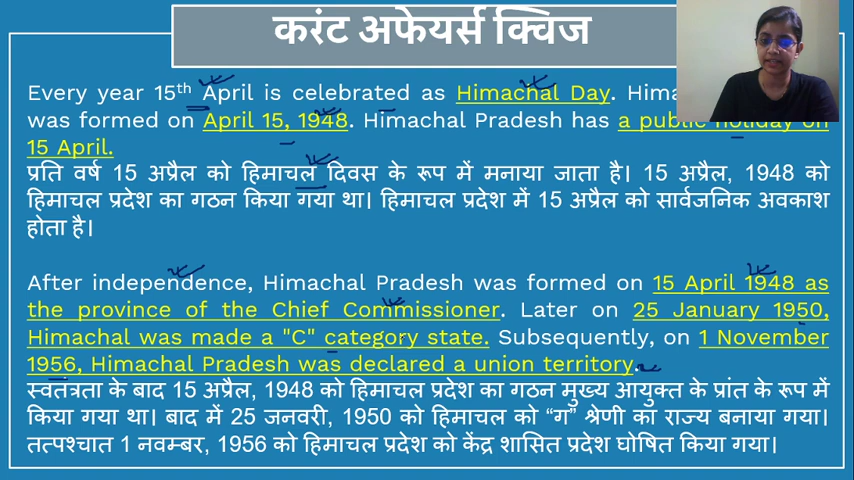 करंट अफेयर्स क्विज
Every year 15th April is celebrated as Himachal Day.
was formed on April 15, 1948. Himachal Pradesh has a public holiday on
15 April.
प्रति वर्ष 15 अप्रैल को हिमाचल दिवस के रूप में मनाया जाता है। 15 अप्रैल, 1948 को
हिमाचल प्रदेश का गठन किया गया था। हिमाचल प्रदेश में 15 अप्रैल को सार्वजनिक अवकाश
होता है।
After independence, Himachal Pradesh was formed on 15 April 1948 as
the province of the Chief Commissioner. Later on 25 January 1950,
Himachal was made a "C" category state. Subsequently, on 1 November
1956, Himachal Pradesh was declared a union territory.
स्वतंत्रता के बाद 15 अप्रैल, 1948 को हिमाचल प्रदेश का गठन मुख्य आयुक्त के प्रांत के रूप में
किया गया था। बाद में 25 जनवरी, 1950 को हिमाचल को “ग” श्रेणी का राज्य बनाया गया।
तत्पश्चात 1 नवम्बर, 1956 को हिमाचल प्रदेश को केंद्र शासित प्रदेश घोषित किया गया।